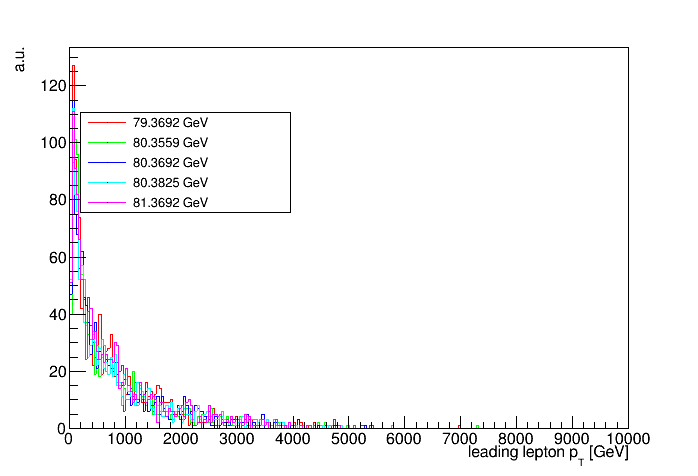 a.u.
120
100
80
60
40
20
0
79.3692 GeV
80.3559 GeV
80.3692 GeV
80.3825 GeV
81.3692 GeV
0 1000 2000 3000 4000 5000 6000 7000 8000 9000 10000
leading lepton p_T [GeV]